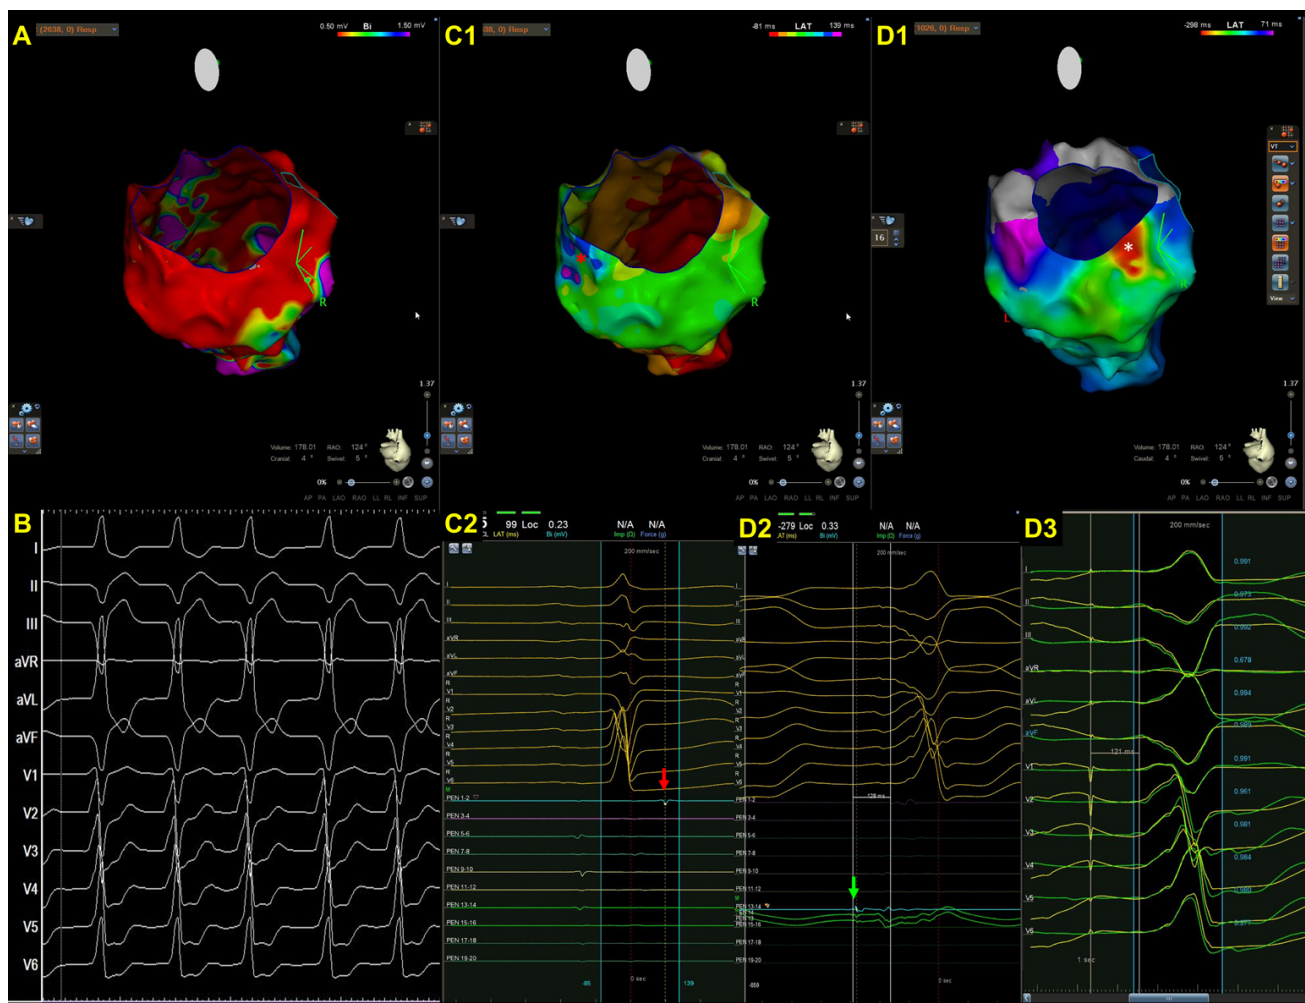 A
(2638, 0) Resp
0.50 mV Bi 1.50 mV
R
1.37
Volume: 178.01 RAO: 124 °
Cranial: 4 ° Swivel: 5 °
0%
AP PA LAO RAO LL RL INF SUP
C1
38, 0) Resp
-81 ms LAT 139 ms
*
R
1.37
Volume: 178.01 RAO: 124 °
Cranial: 4 ° Swivel: 5 °
0%
AP PA LAO RAO LL RL INF SUP
D1
1026, 0) Resp
-298 ms LAT 71 ms
VT
16
*
R
L
View
1.37
Volume: 178.01 RAO: 124 °
Caudal: 4 ° Swivel: 5 °
0%
AP PA LAO RAO LL RL INF SUP
B
I
II
III
aVR
aVL
aVF
V1
V2
V3
V4
V5
V6
C2
99 Loc 0.23 N/A N/A
CL LAT (ms) Bi (mV) Imp (Ω) Force (g)
200 mm/sec
I
II
III
aVR
aVL
aVF
R
V1
R
V2
R
V3
R
V4
R
V5
R
V6
M
PEN 1-2
PEN 3-4
PEN 5-6
PEN 7-8
PEN 9-10
PEN 11-12
PEN 13-14
PEN 15-16
PEN 17-18
PEN 19-20
0 sec
139
D2
-279 Loc 0.33 N/A N/A
LAT (ms) Bi (mV) Imp (Ω) Force (g)
200 mm/sec
I
II
III
aVR
aVL
aVF
R
V1
R
V2
R
V3
R
V4
R
V5
R
V6
PEN 1-2
PEN 3-4
PEN 5-6
PEN 7-8
PEN 9-10
PEN 11-12
M
PEN 13-14
PEN 15-16
PEN 17-18
PEN 19-20
0 sec
D3
200 mm/sec
I
0.991
II
0.973
III
0.992
aVR
0.678
aVL
0.994
aVF
V1
0.991
121 ms
V2
0.961
V3
0.981
V4
0.984
V5
V6
1 sec